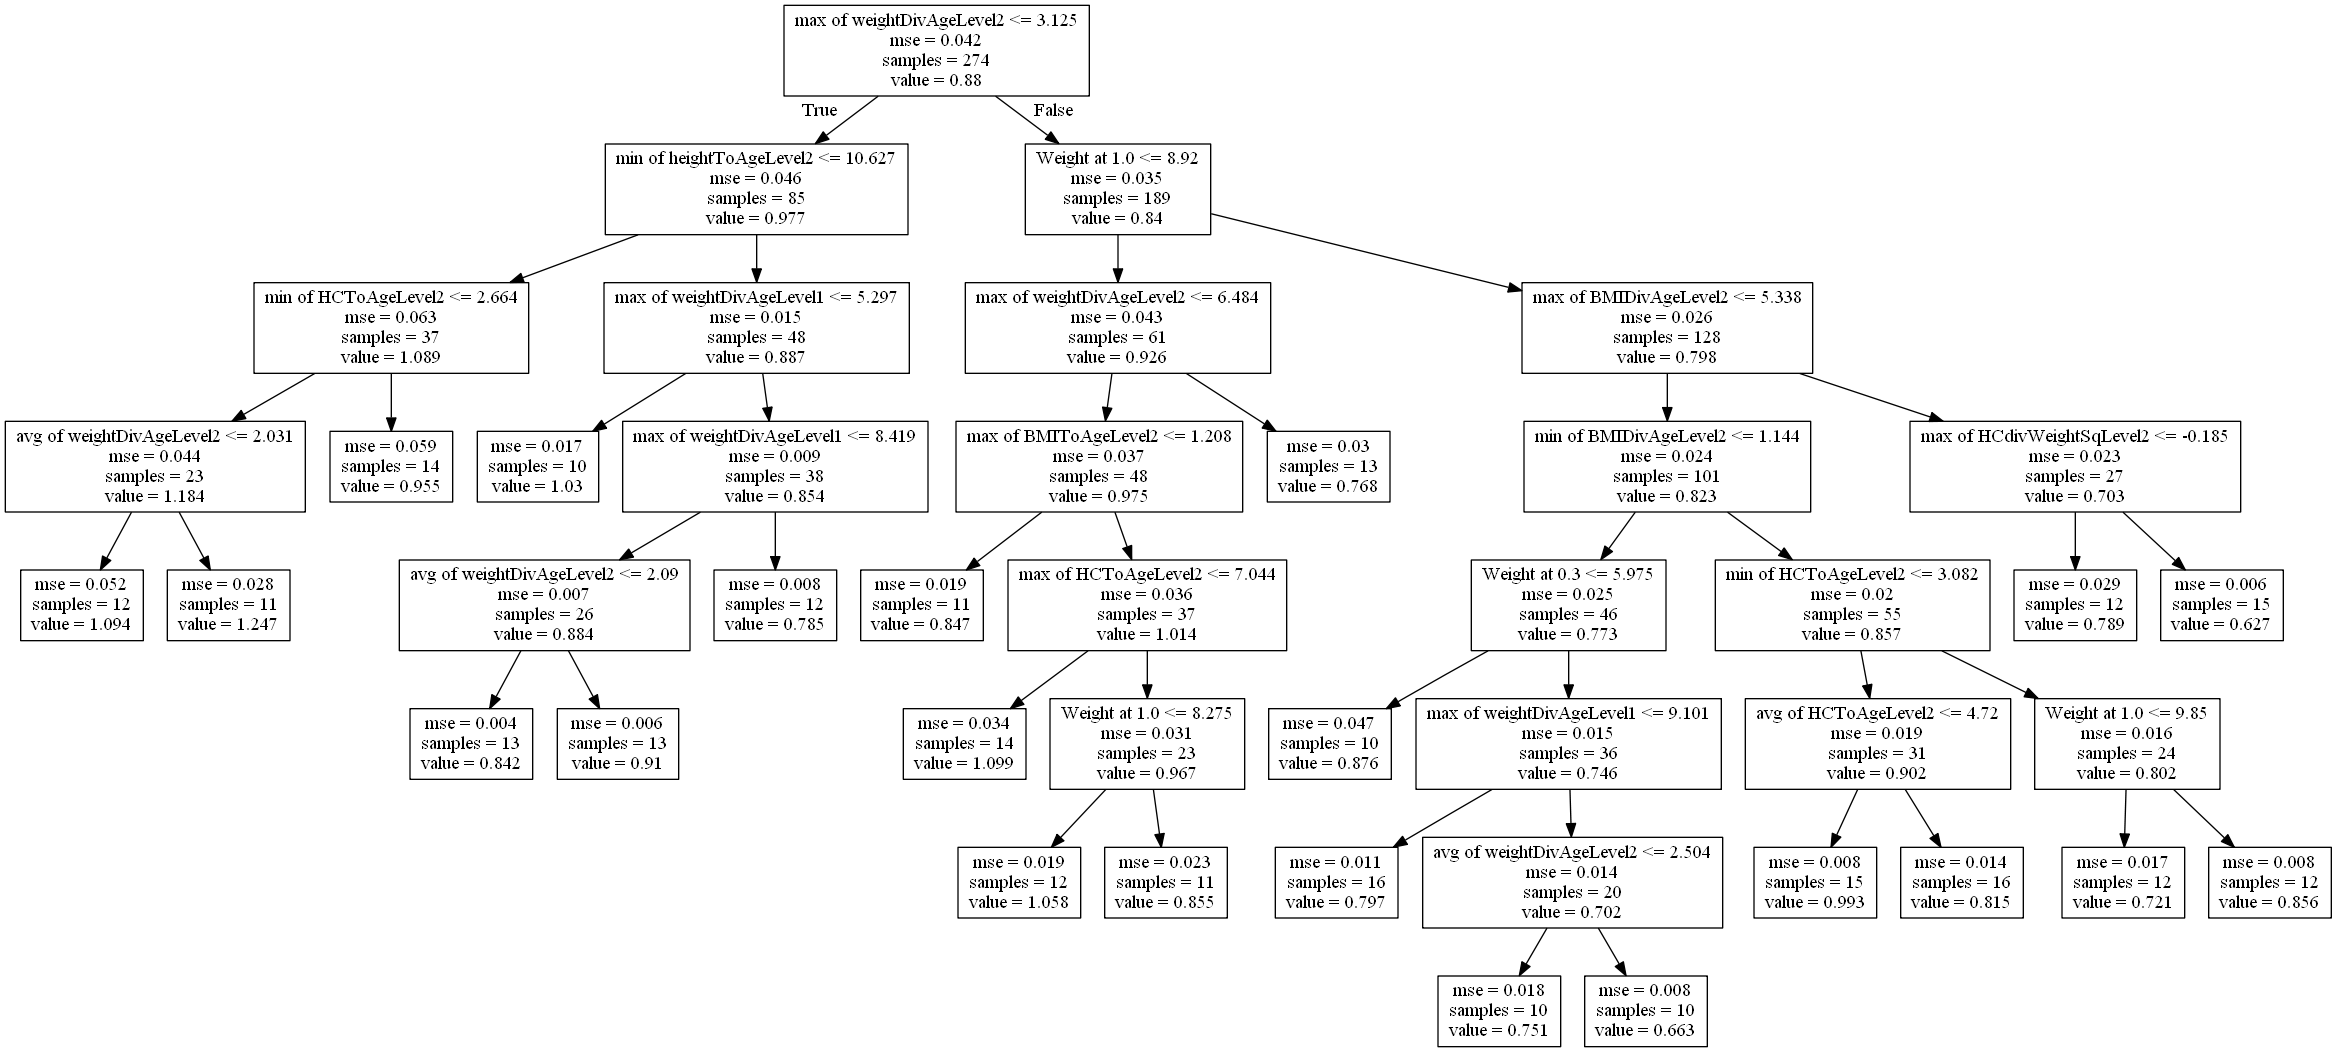 max of weightDivAgeLevel2 <= 3.125
mse = 0.042
samples = 274
value = 0.88
True
False
min of heightToAgeLevel2 <= 10.627
mse = 0.046
samples = 85
value = 0.977
Weight at 1.0 <= 8.92
mse = 0.035
samples = 189
value = 0.84
min of HCToAgeLevel2 <= 2.664
mse = 0.063
samples = 37
value = 1.089
max of weightDivAgeLevel1 <= 5.297
mse = 0.015
samples = 48
value = 0.887
max of weightDivAgeLevel2 <= 6.484
mse = 0.043
samples = 61
value = 0.926
max of BMIDivAgeLevel2 <= 5.338
mse = 0.026
samples = 128
value = 0.798
avg of weightDivAgeLevel2 <= 2.031
mse = 0.044
samples = 23
value = 1.184
mse = 0.059
samples = 14
value = 0.955
mse = 0.017
samples = 10
value = 1.03
max of weightDivAgeLevel1 <= 8.419
mse = 0.009
samples = 38
value = 0.854
max of BMIToAgeLevel2 <= 1.208
mse = 0.037
samples = 48
value = 0.975
mse = 0.03
samples = 13
value = 0.768
min of BMIDivAgeLevel2 <= 1.144
mse = 0.024
samples = 101
value = 0.823
max of HCdivWeightSqLevel2 <= -0.185
mse = 0.023
samples = 27
value = 0.703
mse = 0.052
samples = 12
value = 1.094
mse = 0.028
samples = 11
value = 1.247
avg of weightDivAgeLevel2 <= 2.09
mse = 0.007
samples = 26
value = 0.884
mse = 0.008
samples = 12
value = 0.785
mse = 0.019
samples = 11
value = 0.847
max of HCToAgeLevel2 <= 7.044
mse = 0.036
samples = 37
value = 1.014
Weight at 0.3 <= 5.975
mse = 0.025
samples = 46
value = 0.773
min of HCToAgeLevel2 <= 3.082
mse = 0.02
samples = 55
value = 0.857
mse = 0.029
samples = 12
value = 0.789
mse = 0.006
samples = 15
value = 0.627
mse = 0.004
samples = 13
value = 0.842
mse = 0.006
samples = 13
value = 0.91
mse = 0.034
samples = 14
value = 1.099
Weight at 1.0 <= 8.275
mse = 0.031
samples = 23
value = 0.967
mse = 0.047
samples = 10
value = 0.876
max of weightDivAgeLevel1 <= 9.101
mse = 0.015
samples = 36
value = 0.746
avg of HCToAgeLevel2 <= 4.72
mse = 0.019
samples = 31
value = 0.902
Weight at 1.0 <= 9.85
mse = 0.016
samples = 24
value = 0.802
mse = 0.019
samples = 12
value = 1.058
mse = 0.023
samples = 11
value = 0.855
mse = 0.011
samples = 16
value = 0.797
avg of weightDivAgeLevel2 <= 2.504
mse = 0.014
samples = 20
value = 0.702
mse = 0.008
samples = 15
value = 0.993
mse = 0.014
samples = 16
value = 0.815
mse = 0.017
samples = 12
value = 0.721
mse = 0.008
samples = 12
value = 0.856
mse = 0.018
samples = 10
value = 0.751
mse = 0.008
samples = 10
value = 0.663